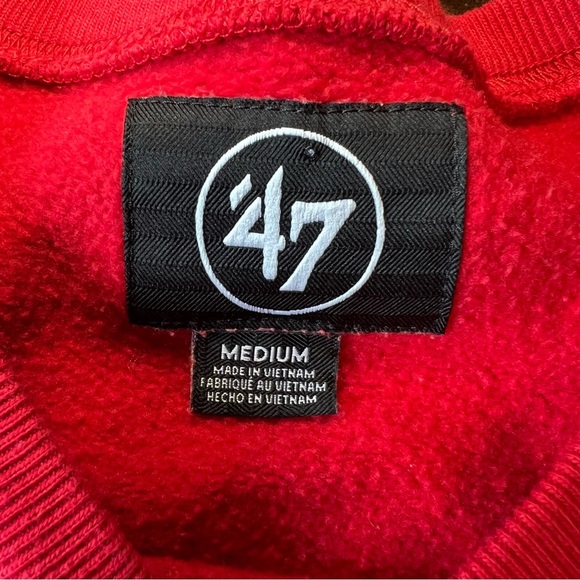 '47
MEDIUM
MADE IN VIETNAM
FABRIQUÉ AU VIETNAM
HECHO EN VIETNAM